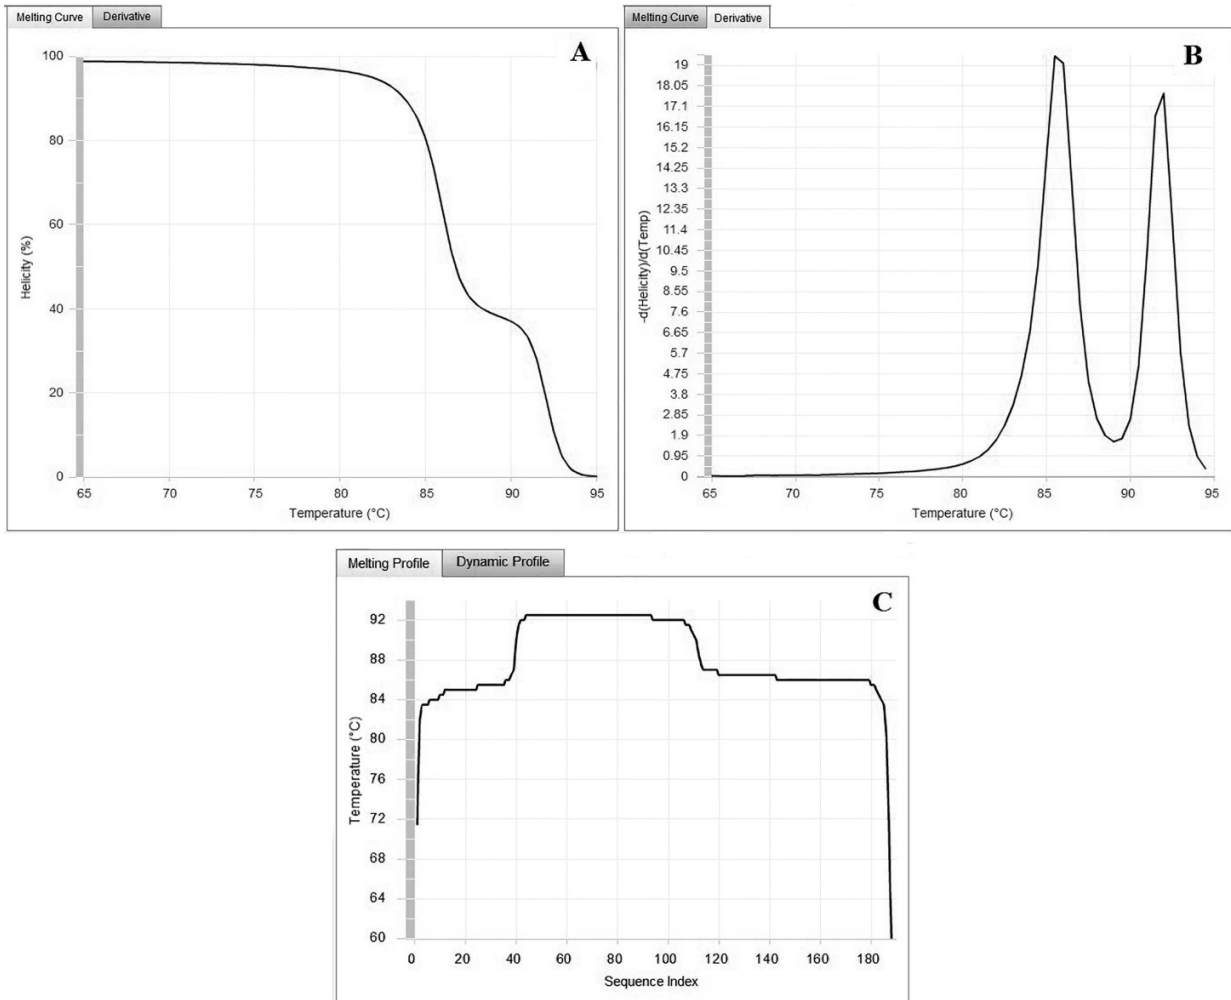 Melting Curve Derivative
A
100
80
60
40
20
0
65 70 75 80 85 90 95
Helicity (%)
Temperature (°C)
Melting Curve Derivative
B
19
18.05
17.1
16.15
15.2
14.25
13.3
12.35
11.4
10.45
9.5
8.55
7.6
6.65
5.7
4.75
3.8
2.85
1.9
0.95
0
65 70 75 80 85 90 95
-d(Helicity)/d(Temp)
Temperature (°C)
Melting Profile Dynamic Profile
C
92
88
84
80
76
72
68
64
60
0 20 40 60 80 100 120 140 160 180
Temperature (°C)
Sequence Index